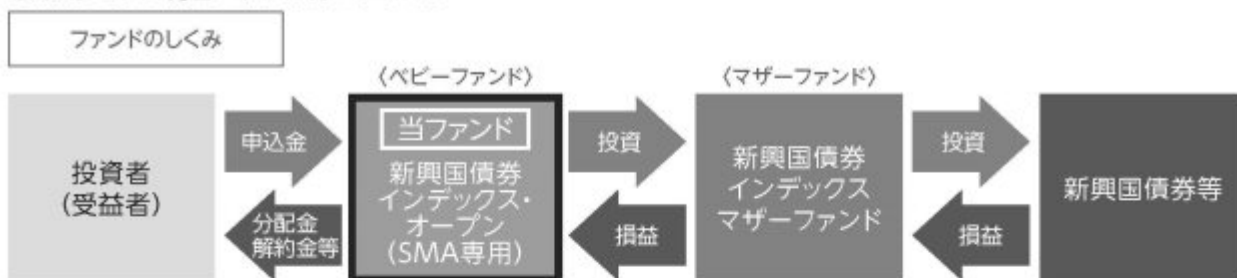 ファンドのしくみ
〈ベビーファンド〉
〈マザーファンド〉
投資者
(受益者)
申込金
分配金
解約金等
当ファンド
新興国債券
インデックス・
オープン
(SMA専用)
投資
損益
新興国債券
インデックス
マザーファンド
投資
損益
新興国債券等